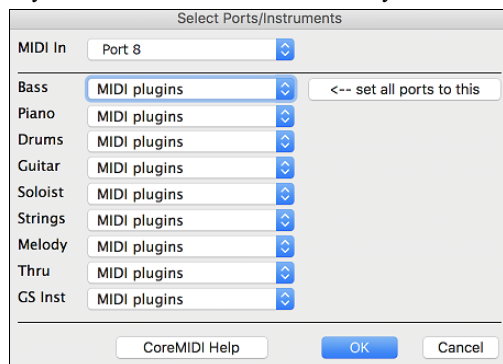 Select Ports/Instruments
MIDI In Port 8
Bass MIDI plugins <-- set all ports to this
Piano MIDI plugins
Drums MIDI plugins
Guitar MIDI plugins
Soloist MIDI plugins
Strings MIDI plugins
Melody MIDI plugins
Thru MIDI plugins
GS Inst MIDI plugins
CoreMIDI Help OK Cancel